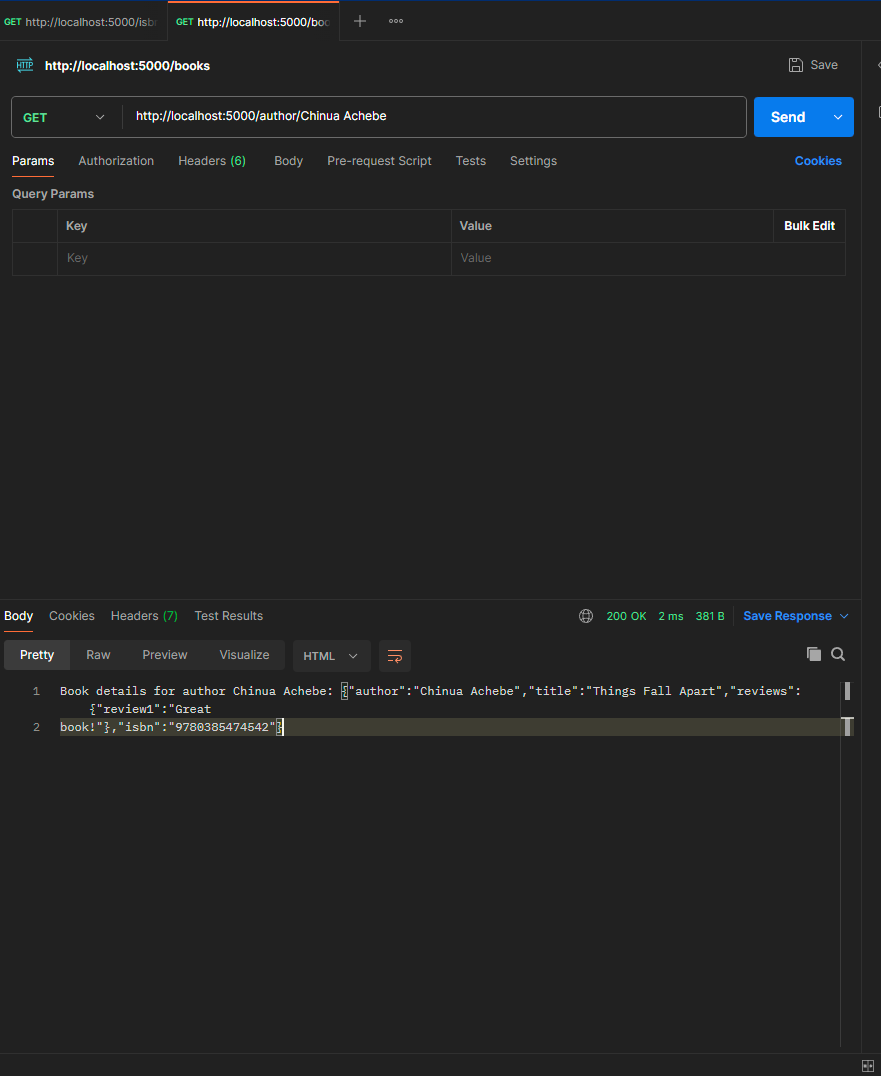 GET http://localhost:5000/isb GET http://localhost:5000/boo
HTTP http://localhost:5000/books Save
GET http://localhost:5000/author/Chinua Achebe Send
Params Authorization Headers (6) Body Pre-request Script Tests Settings Cookies
Query Params
Key Value Bulk Edit
Key Value
Body Cookies Headers (7) Test Results 200 OK 2 ms 381 B Save Response
Pretty Raw Preview Visualize HTML
1 Book details for author Chinua Achebe: {"author":"Chinua Achebe","title":"Things Fall Apart","reviews":
{"review1":"Great
2 book!"},"isbn":"9780385474542"}